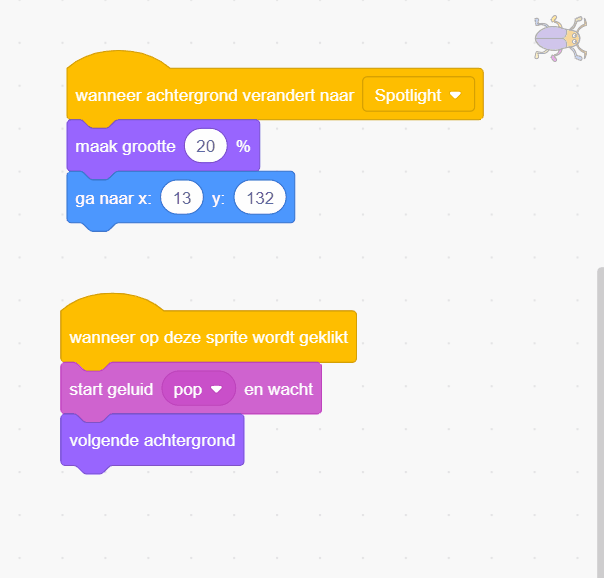 wanneer achtergrond verandert naar Spotlight
maak grootte 20 %
ga naar x: 13 y: 132
wanneer op deze sprite wordt geklikt
start geluid pop en wacht
volgende achtergrond